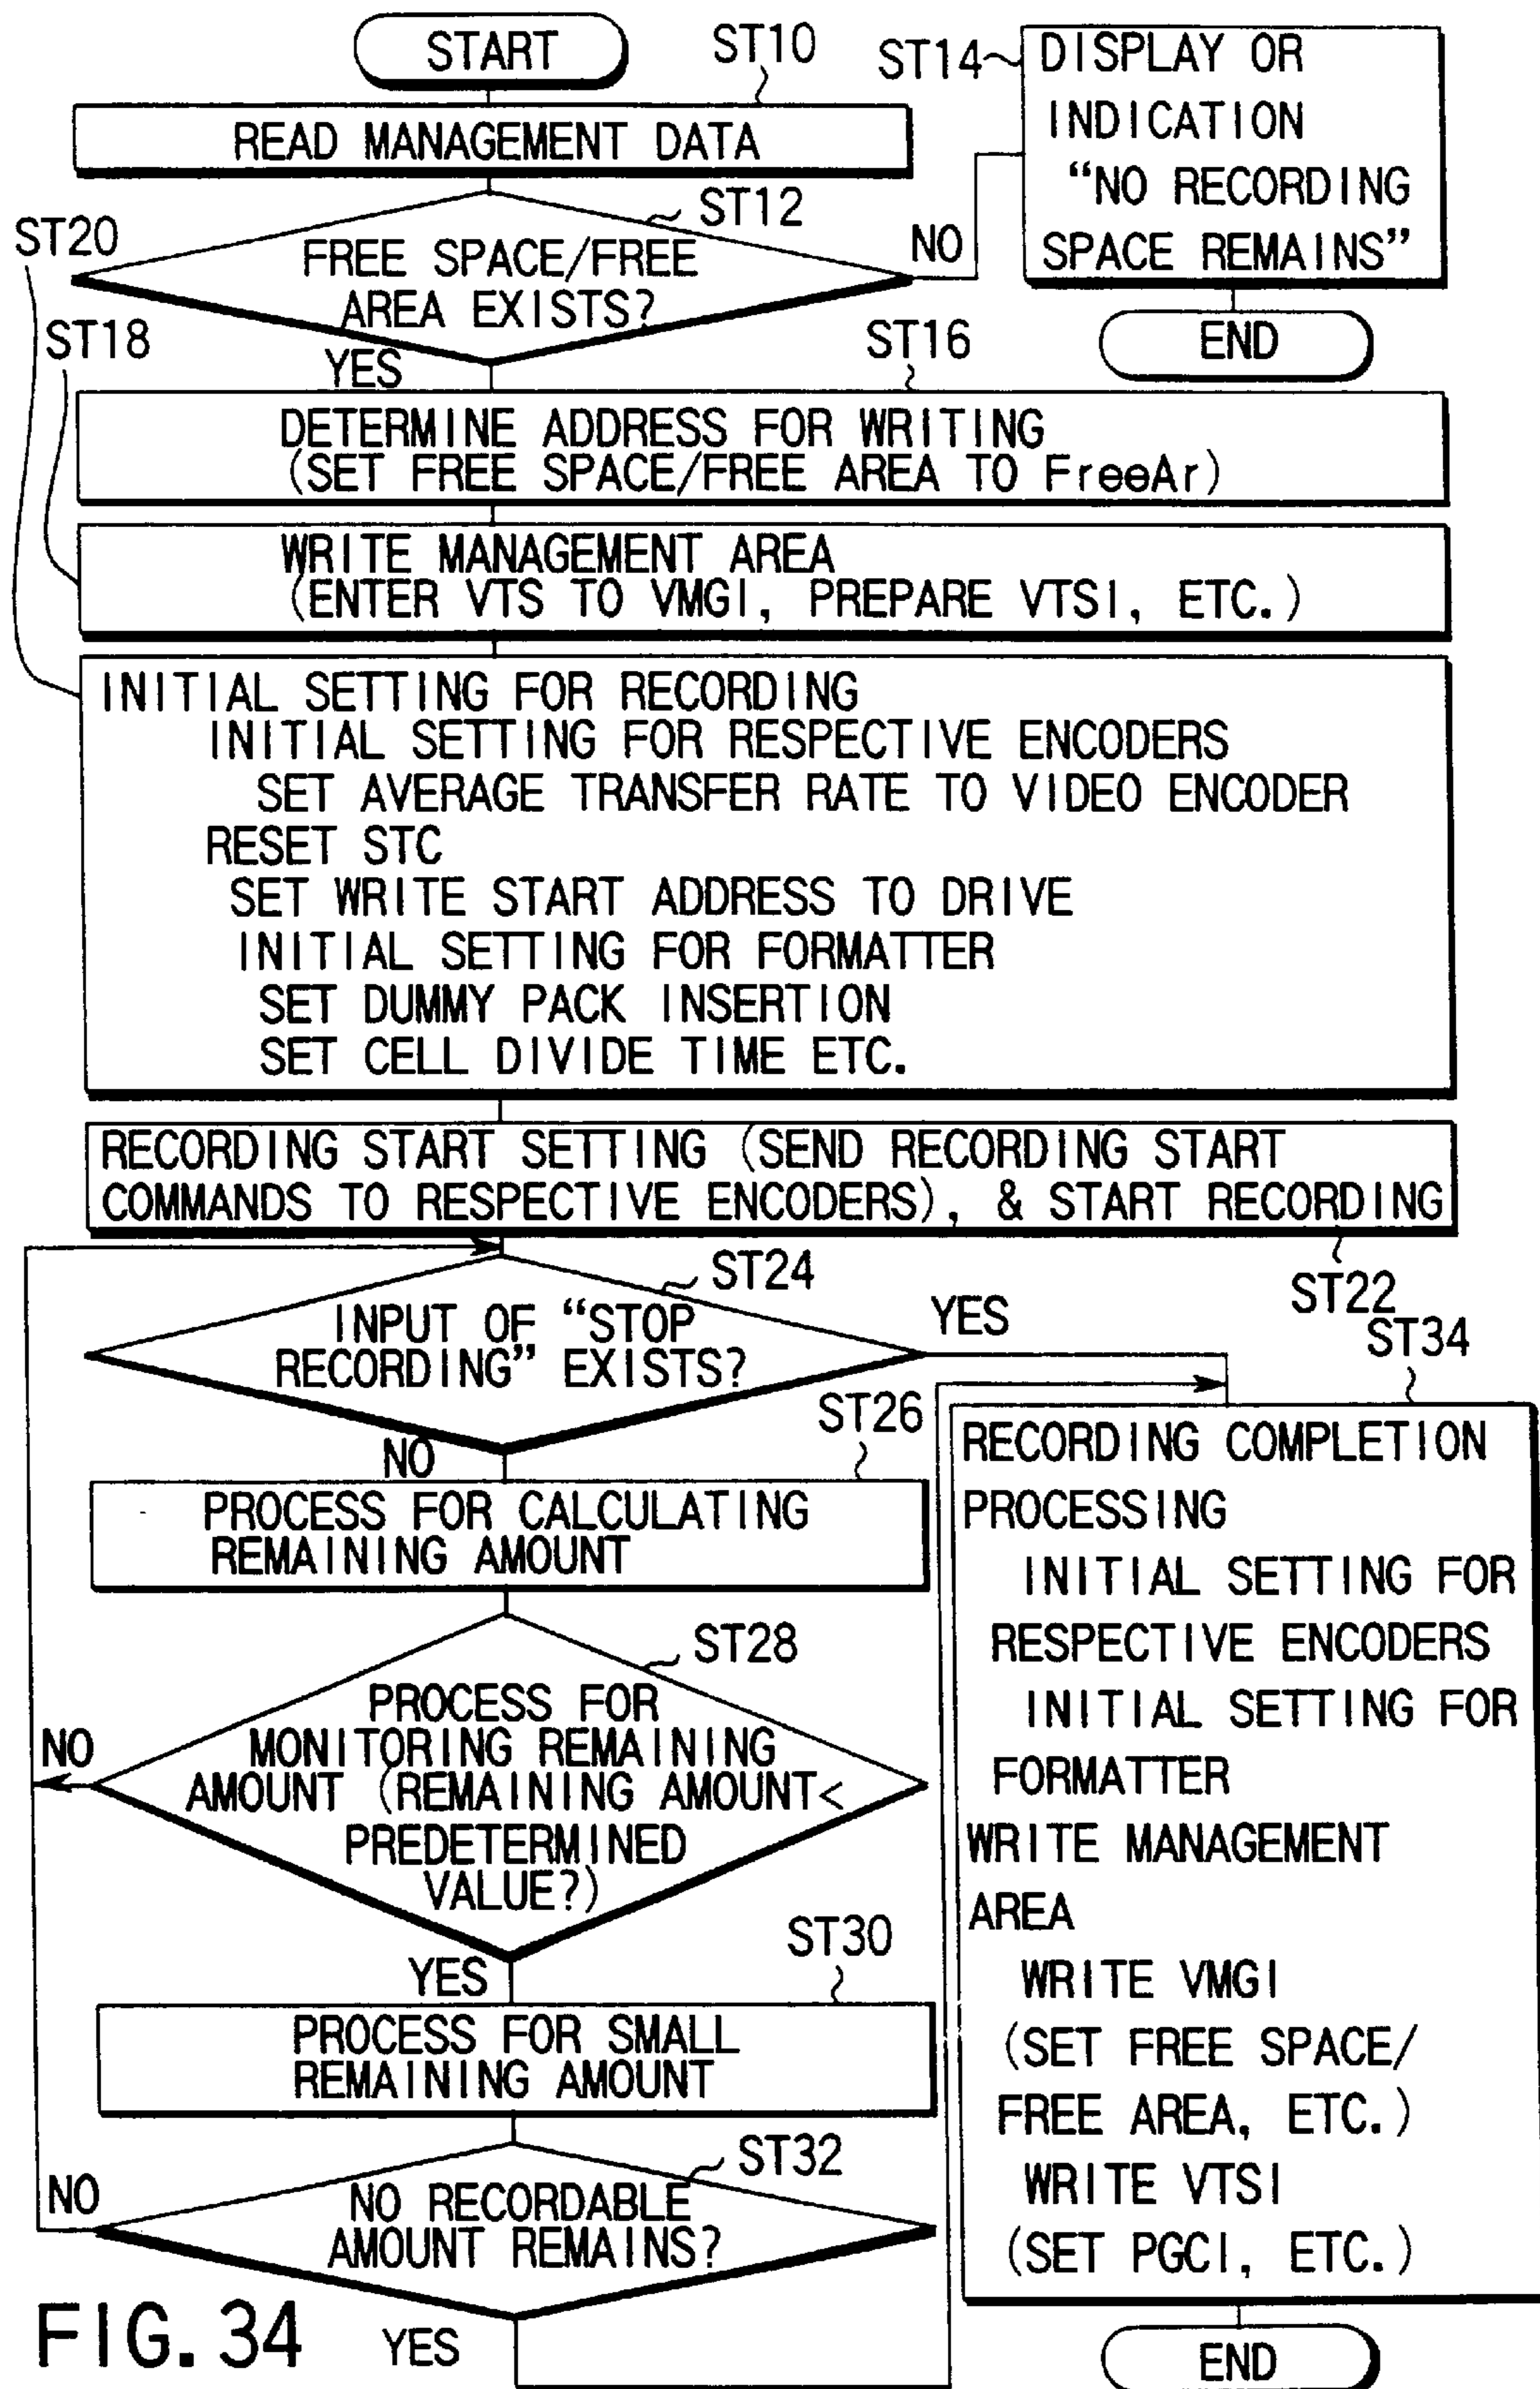 START
ST10
READ MANAGEMENT DATA
ST14
DISPLAY OR
INDICATION
“NO RECORDING
SPACE REMAINS”
END
ST12
FREE SPACE/FREE
AREA EXISTS?
NO
YES
ST20
ST18
ST16
DETERMINE ADDRESS FOR WRITING
(SET FREE SPACE/FREE AREA TO FreeAr)
WRITE MANAGEMENT AREA
(ENTER VTS TO VMGI, PREPARE VTSI, ETC.)
INITIAL SETTING FOR RECORDING
INITIAL SETTING FOR RESPECTIVE ENCODERS
SET AVERAGE TRANSFER RATE TO VIDEO ENCODER
RESET STC
SET WRITE START ADDRESS TO DRIVE
INITIAL SETTING FOR FORMATTER
SET DUMMY PACK INSERTION
SET CELL DIVIDE TIME ETC.
RECORDING START SETTING (SEND RECORDING START
COMMANDS TO RESPECTIVE ENCODERS), & START RECORDING
ST22
ST24
INPUT OF “STOP
RECORDING” EXISTS?
YES
NO
ST26
PROCESS FOR CALCULATING
REMAINING AMOUNT
ST28
PROCESS FOR
MONITORING REMAINING
AMOUNT (REMAINING AMOUNT<
PREDETERMINED
VALUE?)
NO
YES
ST30
PROCESS FOR SMALL
REMAINING AMOUNT
ST32
NO RECORDABLE
AMOUNT REMAINS?
NO
YES
ST34
RECORDING COMPLETION
PROCESSING
INITIAL SETTING FOR
RESPECTIVE ENCODERS
INITIAL SETTING FOR
FORMATTER
WRITE MANAGEMENT
AREA
WRITE VMGI
(SET FREE SPACE/
FREE AREA, ETC.)
WRITE VTSI
(SET PGCI, ETC.)
END
FIG. 34